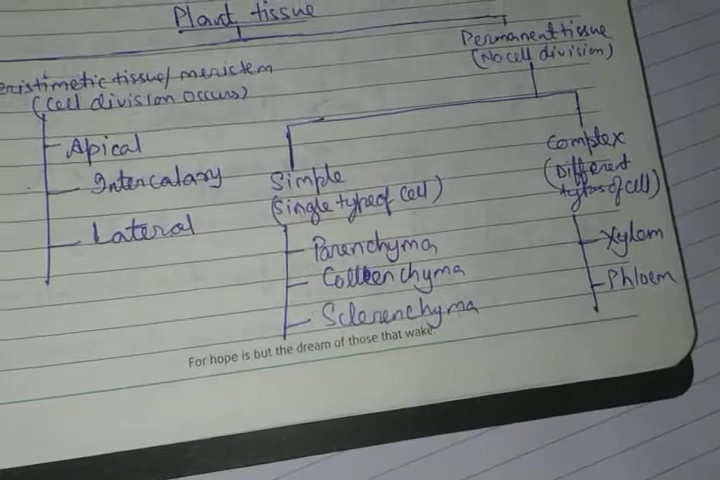 Plant tissue
Permanent tissue
(No cell division)
eristimetic tissue/meristem
(Cell division occurs)
Apical
Intercalary
Lateral
Simple
(single type of cell)
Parenchyma
Collenchyma
Sclerenchyma
Complex
(Different
types of cell)
Xylem
Phloem
For hope is but the dream of those that wake.